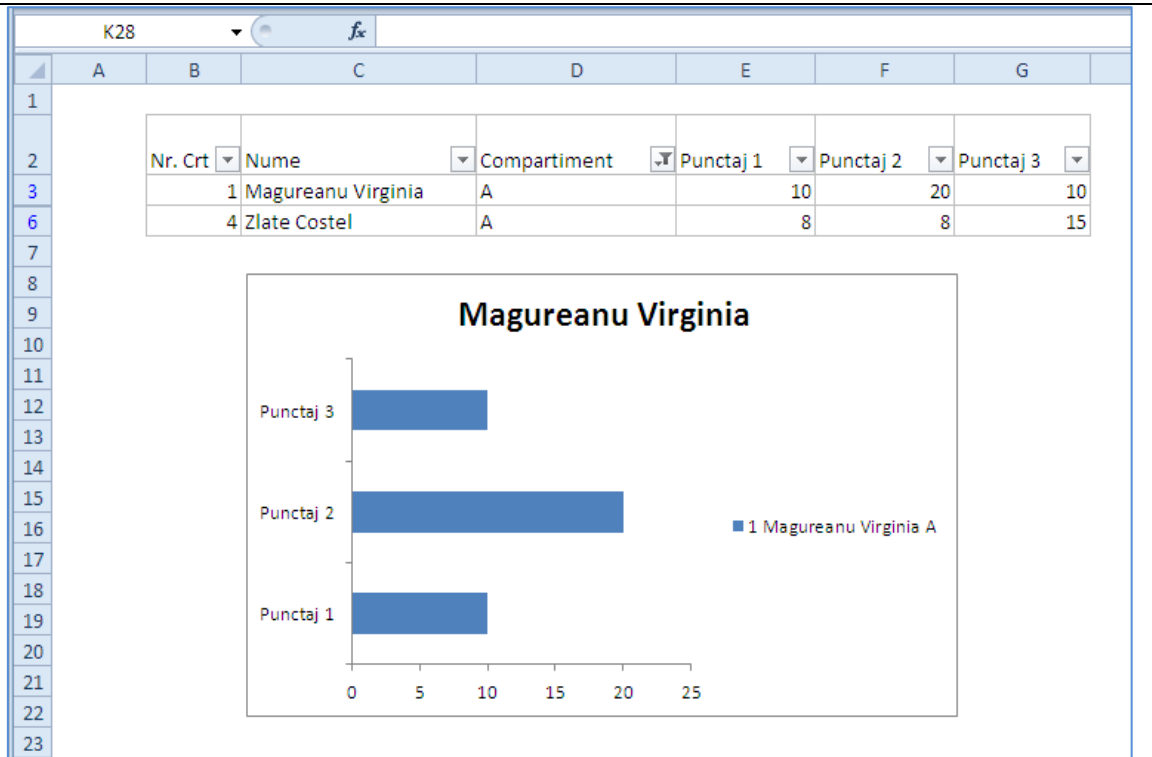 K28 fx
A B C D E F G
1
2 Nr. Crt Nume Compartiment Punctaj 1 Punctaj 2 Punctaj 3
3 1 Magureanu Virginia A 10 20 10
6 4 Zlate Costel A 8 8 15
7
8
9 Magureanu Virginia
10
11
12 Punctaj 3
13
14
15 Punctaj 2
16 1 Magureanu Virginia A
17
18
19 Punctaj 1
20
21 0 5 10 15 20 25
22
23